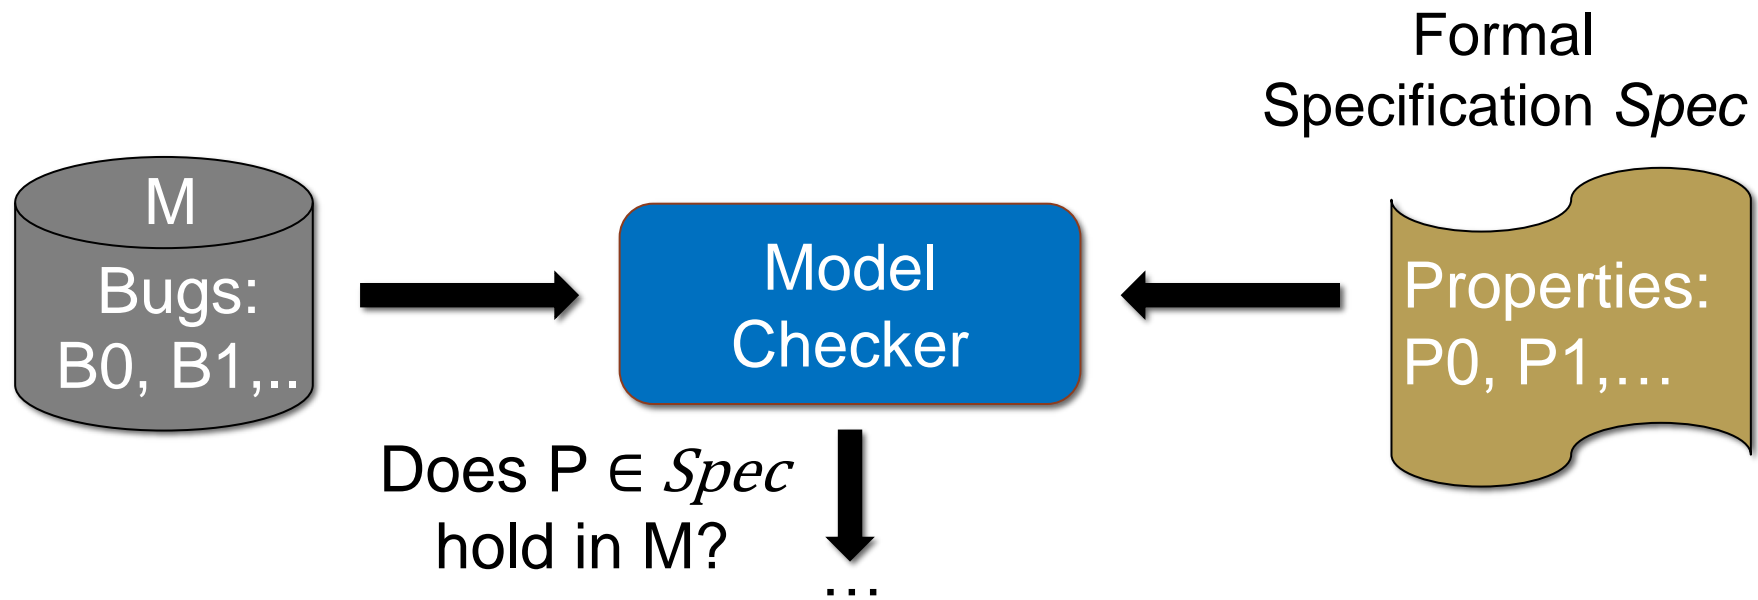 Formal
Specification Spec
M
Bugs:
B0, B1,..
Model
Checker
Properties:
P0, P1,...
Does P ∈ Spec
hold in M?
...